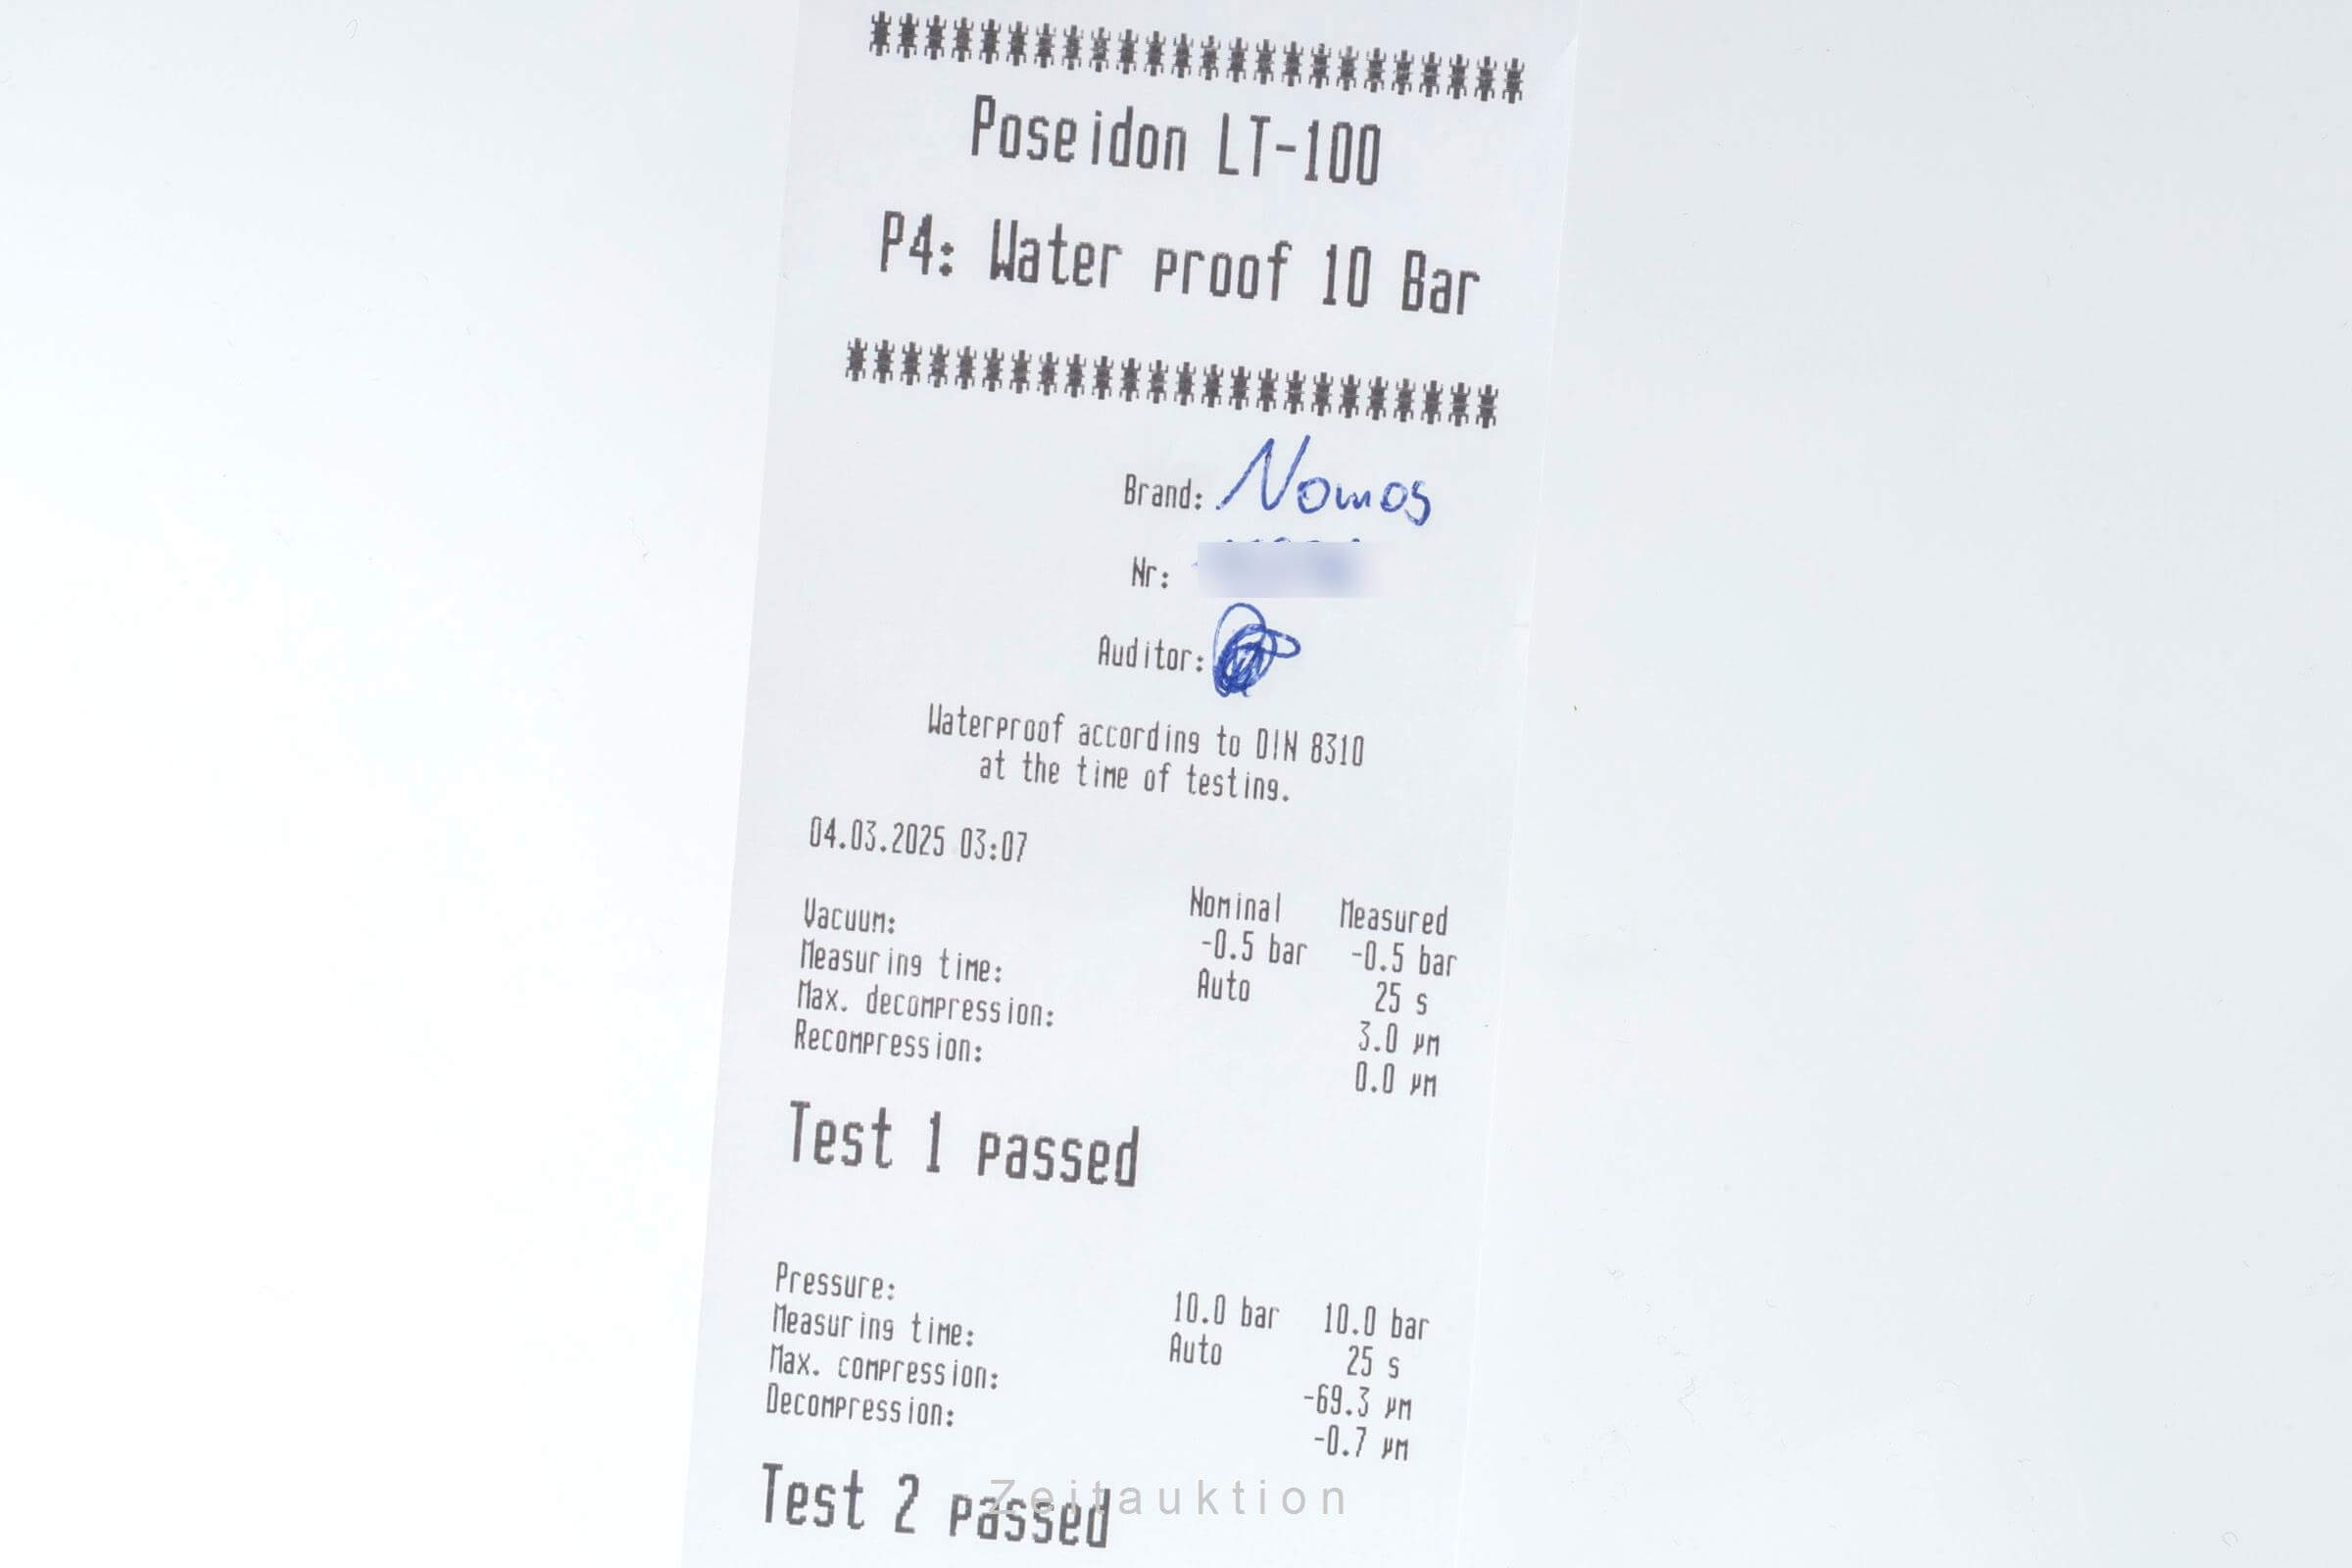 ************************
Poseidon LT-100
P4: Water proof 10 Bar
************************
Brand: Nomos
Nr:
Auditor:
Waterproof according to DIN 8310
at the time of testing.
04.03.2025 03:07
Nominal Measured
Vacuum: -0.5 bar -0.5 bar
Measuring time: Auto 25 s
Max. decompression: 3.0 µm
Recompression: 0.0 µm
Test 1 passed
Pressure: 10.0 bar 10.0 bar
Measuring time: Auto 25 s
Max. compression: -69.3 µm
Decompression: -0.7 µm
Test 2 passed
Zeitauktion